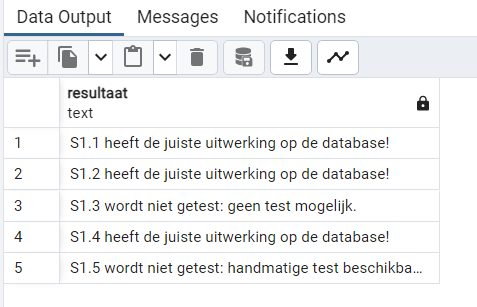 Data Output Messages Notifications
resultaat
text
1 S1.1 heeft de juiste uitwerking op de database!
2 S1.2 heeft de juiste uitwerking op de database!
3 S1.3 wordt niet getest: geen test mogelijk.
4 S1.4 heeft de juiste uitwerking op de database!
5 S1.5 wordt niet getest: handmatige test beschikba…